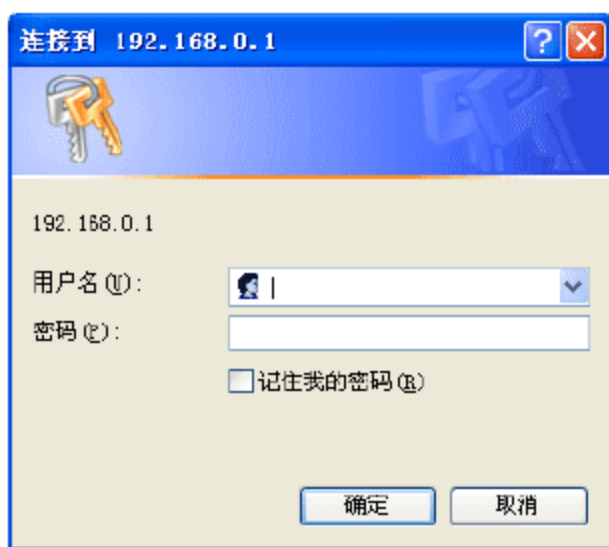 连接到 192.168.0.1
192.168.0.1
用户名(U):
密码(P):
记住我的密码(R)
确定 取消